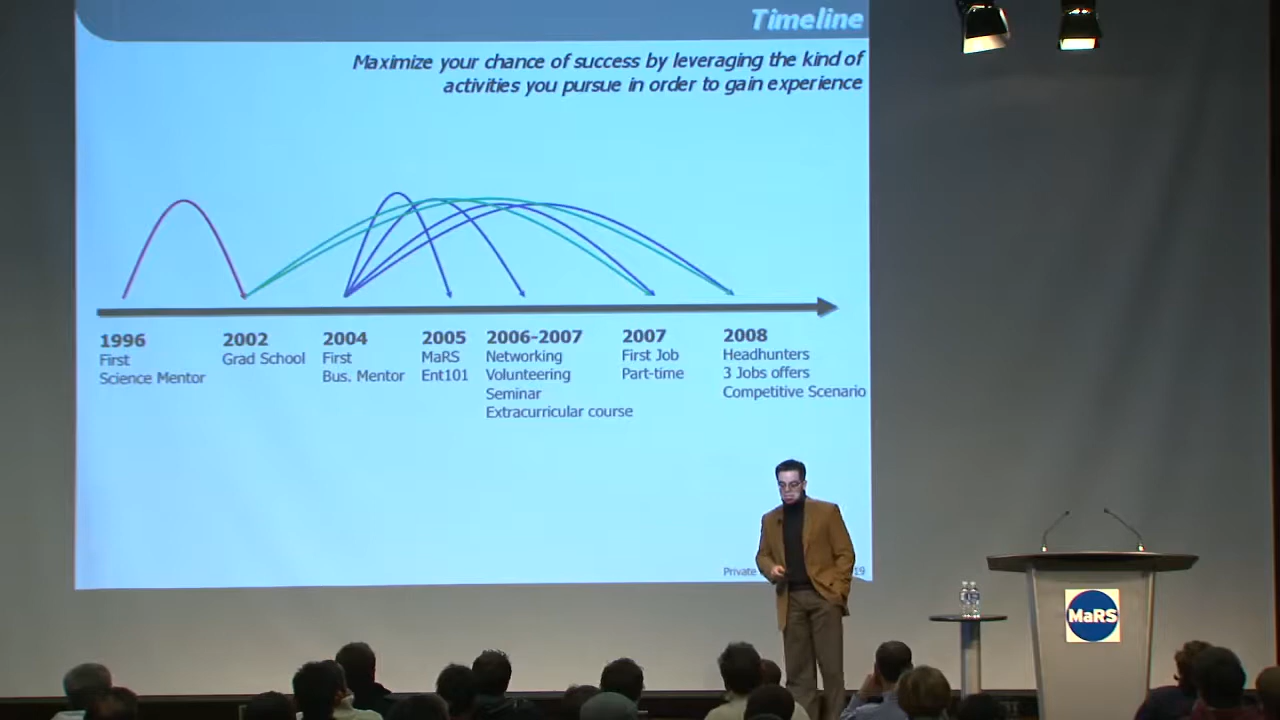 Timeline
Maximize your chance of success by leveraging the kind of
activities you pursue in order to gain experience
1996
First
Science Mentor
2002
Grad School
2004
First
Bus. Mentor
2005
MaRS
Ent101
2006-2007
Networking
Volunteering
Seminar
Extracurricular course
2007
First Job
Part-time
2008
Headhunters
3 Jobs offers
Competitive Scenario
Private
19
MaRS